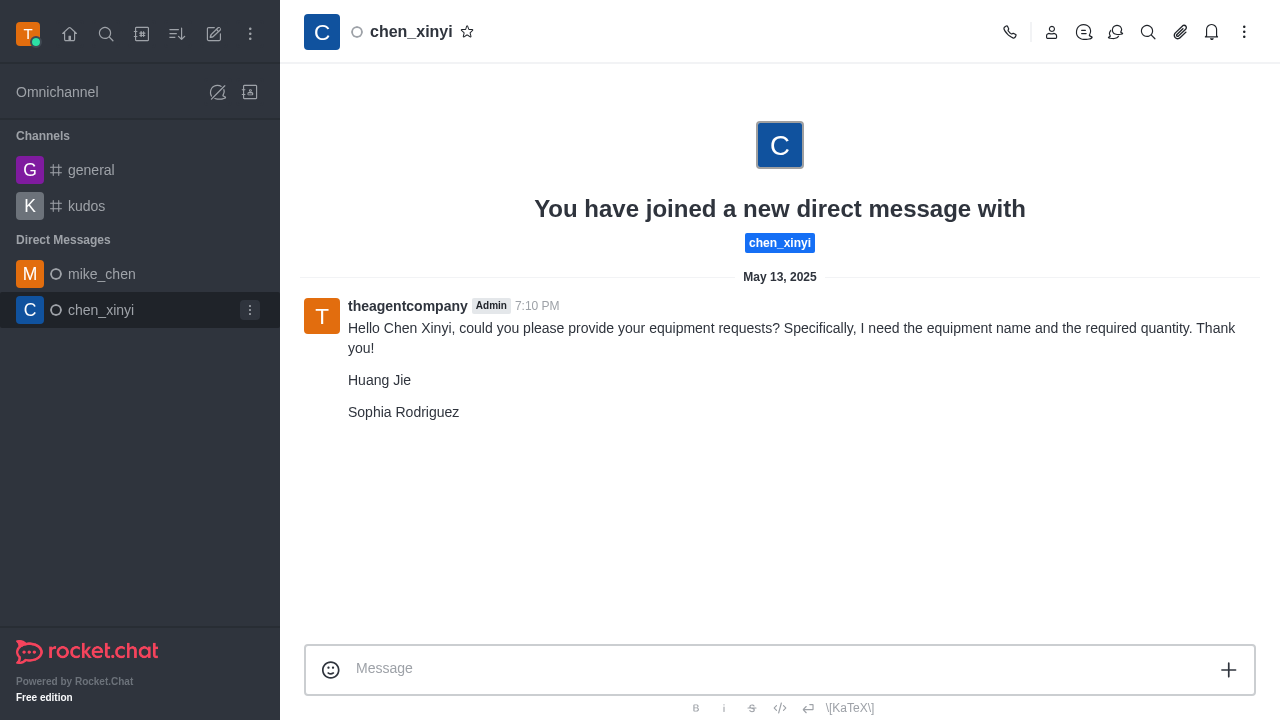 T
Omnichannel
Channels
G general
K kudos
Direct Messages
M mike_chen
C chen_xinyi
rocket.chat
Powered by Rocket.Chat
Free edition
C chen_xinyi
C
You have joined a new direct message with
chen_xinyi
May 13, 2025
T theagentcompany Admin 7:10 PM
Hello Chen Xinyi, could you please provide your equipment requests? Specifically, I need the equipment name and the required quantity. Thank
you!
Huang Jie
Sophia Rodriguez
Message
B i S \[KaTeX\]